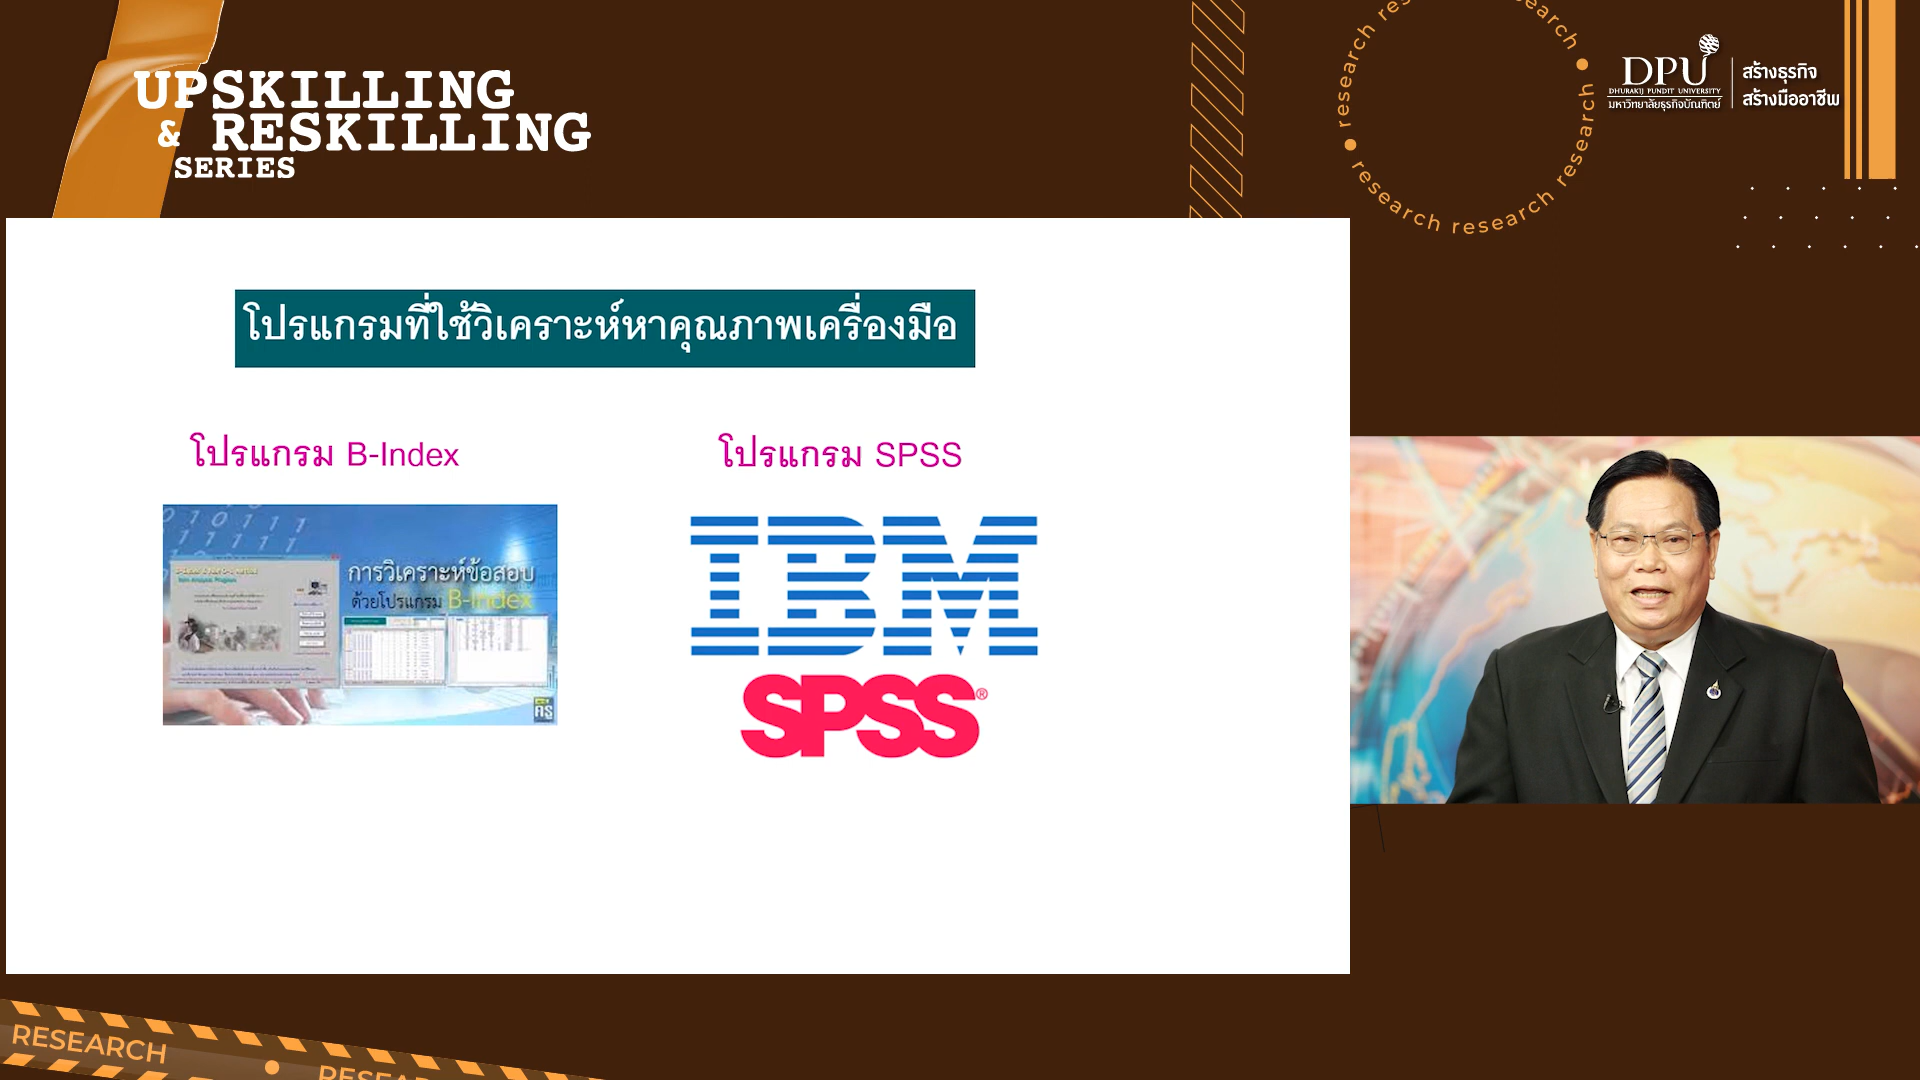 UPSKILLING
& RESKILLING
SERIES
research research research research
DPU
DHURAKIJ PUNDIT UNIVERSITY
มหาวิทยาลัยธุรกิจบัณฑิตย์
สร้างธุรกิจ
สร้างมืออาชีพ
โปรแกรมที่ใช้วิเคราะห์หาคุณภาพเครื่องมือ
โปรแกรม B-Index
โปรแกรม SPSS
การวิเคราะห์ข้อสอบ
ด้วยโปรแกรม B-Index
ครู
IBM
SPSS®
RESEARCH